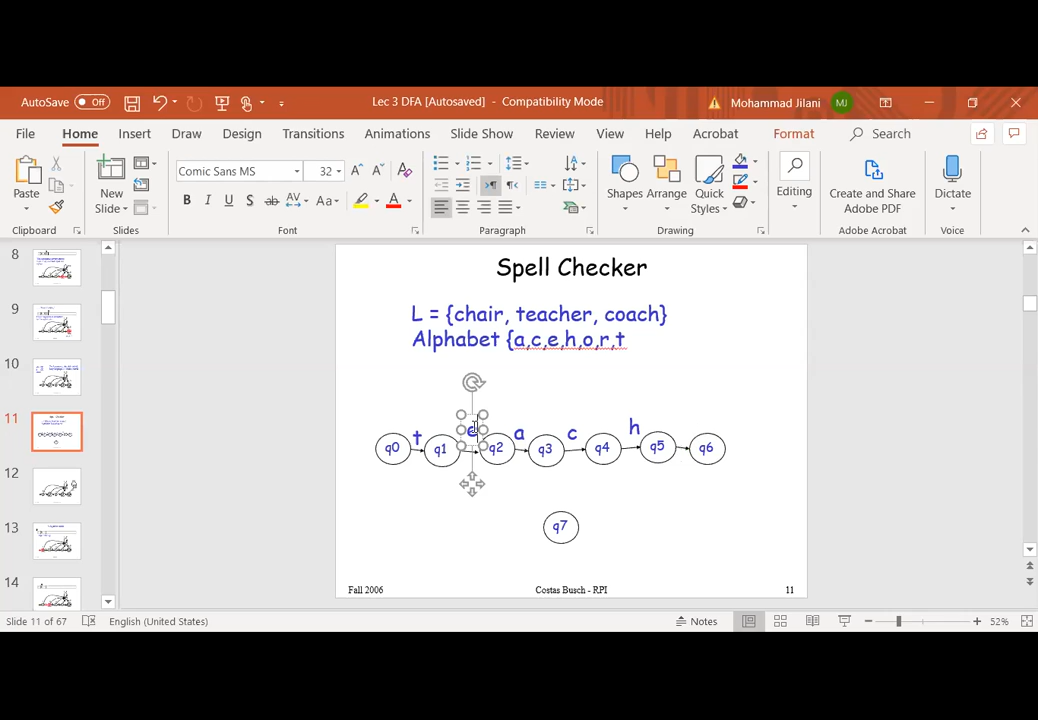 AutoSave Off Lec 3 DFA [Autosaved] - Compatibility Mode Mohammad Jilani MJ
File Home Insert Draw Design Transitions Animations Slide Show Review View Help Acrobat Format Search
Comic Sans MS 32
Paste New Slide Shapes Arrange Quick Styles Editing Create and Share Adobe PDF Dictate
B I U S ab AV Aa A
Clipboard Slides Font Paragraph Drawing Adobe Acrobat Voice
8
9
10
11
12
13
14
Spell Checker
L = {chair, teacher, coach}
Alphabet {a,c,e,h,o,r,t
t e a c h
q0 q1 q2 q3 q4 q5 q6
q7
Fall 2006 Costas Busch - RPI 11
Slide 11 of 67 English (United States) Notes 52%